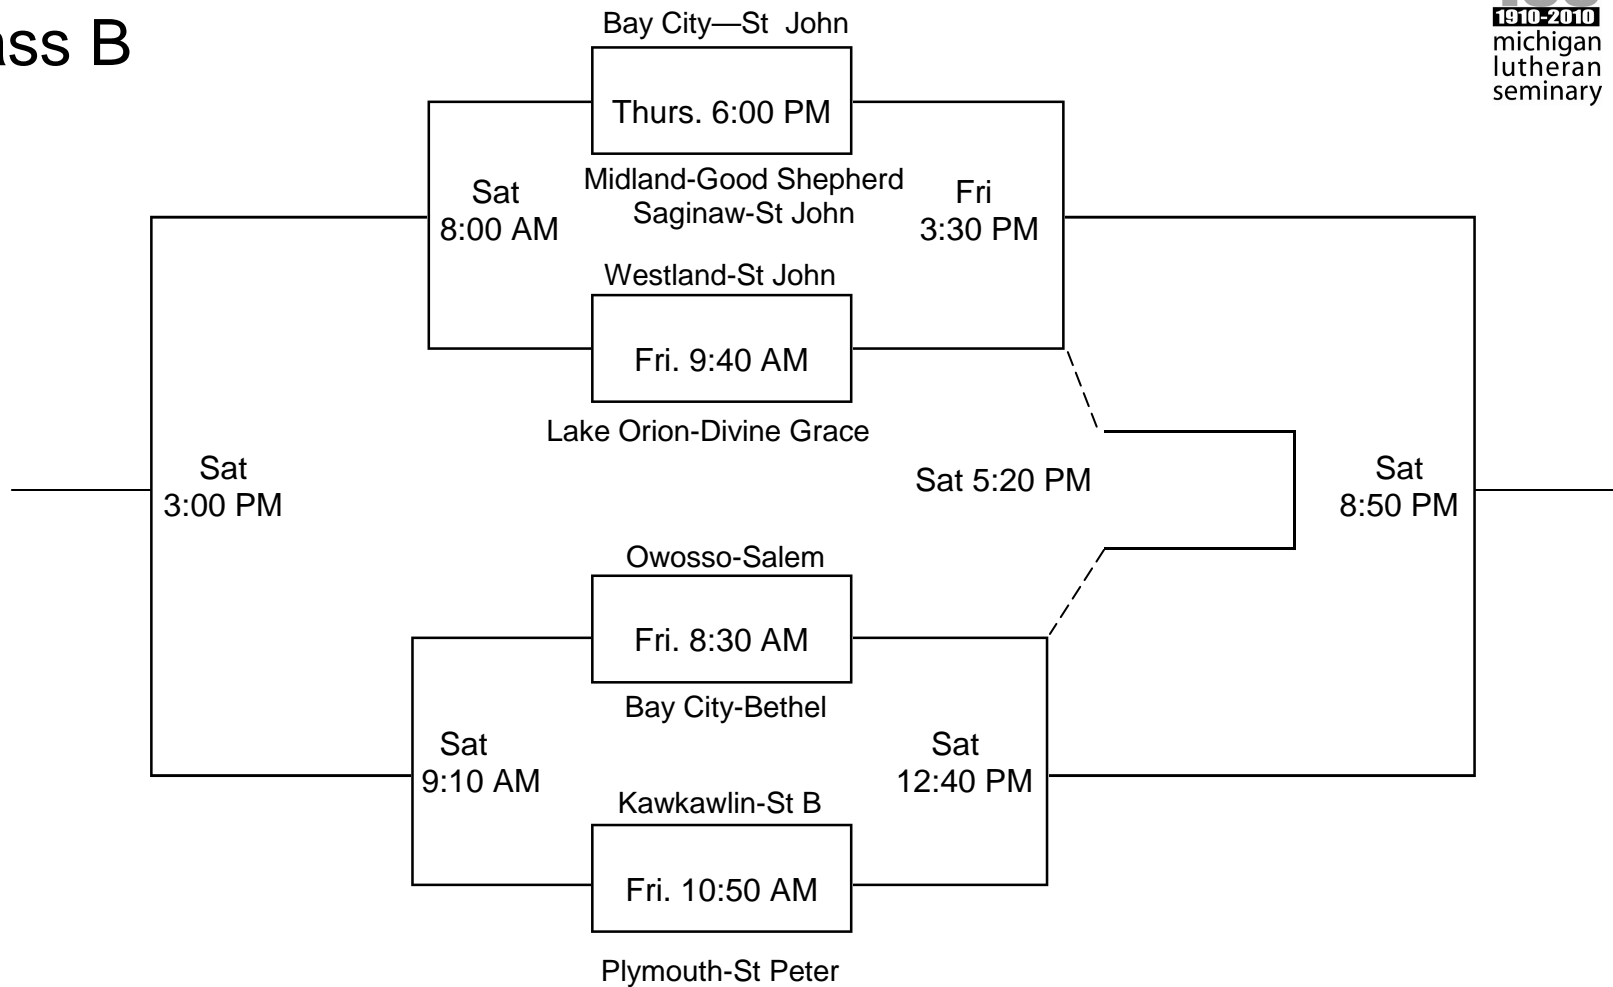 ass B
Bay City—St  John
1910-2010
michigan
lutheran
seminary
Thurs. 6:00 PM
Midland-Good Shepherd
Saginaw-St John
Sat
8:00 AM
Fri
3:30 PM
Westland-St John
Fri. 9:40 AM
Lake Orion-Divine Grace
Sat
3:00 PM
Sat 5:20 PM
Sat
8:50 PM
Owosso-Salem
Fri. 8:30 AM
Bay City-Bethel
Sat
9:10 AM
Sat
12:40 PM
Kawkawlin-St B
Fri. 10:50 AM
Plymouth-St Peter